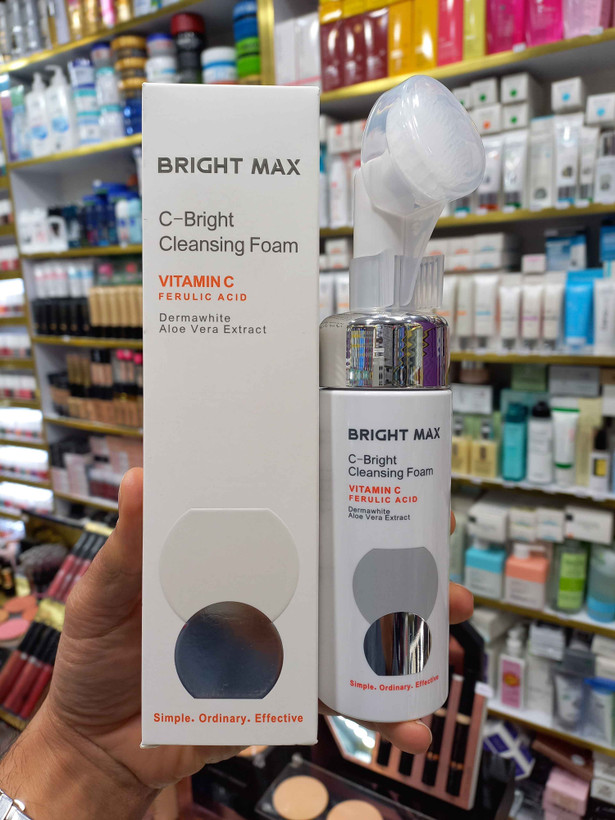 BRIGHT MAX
C-Bright
Cleansing Foam
VITAMIN C
FERULIC ACID
Dermawhite
Aloe Vera Extract
Simple. Ordinary. Effective
BRIGHT MAX
C-Bright
Cleansing Foam
VITAMIN C
FERULIC ACID
Dermawhite
Aloe Vera Extract
Simple. Ordinary. Effective